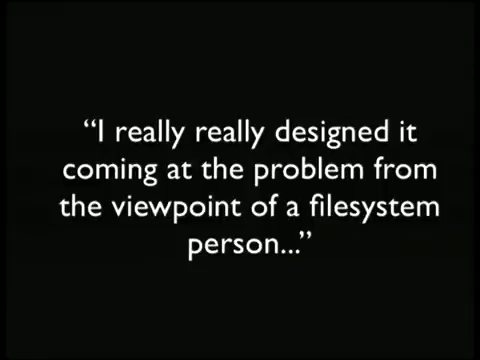 “I really really designed it
coming at the problem from
the viewpoint of a filesystem
person...”